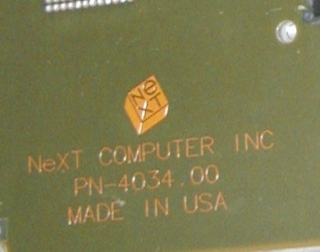 NeXT
NeXT COMPUTER INC
PN-4034.00
MADE IN USA